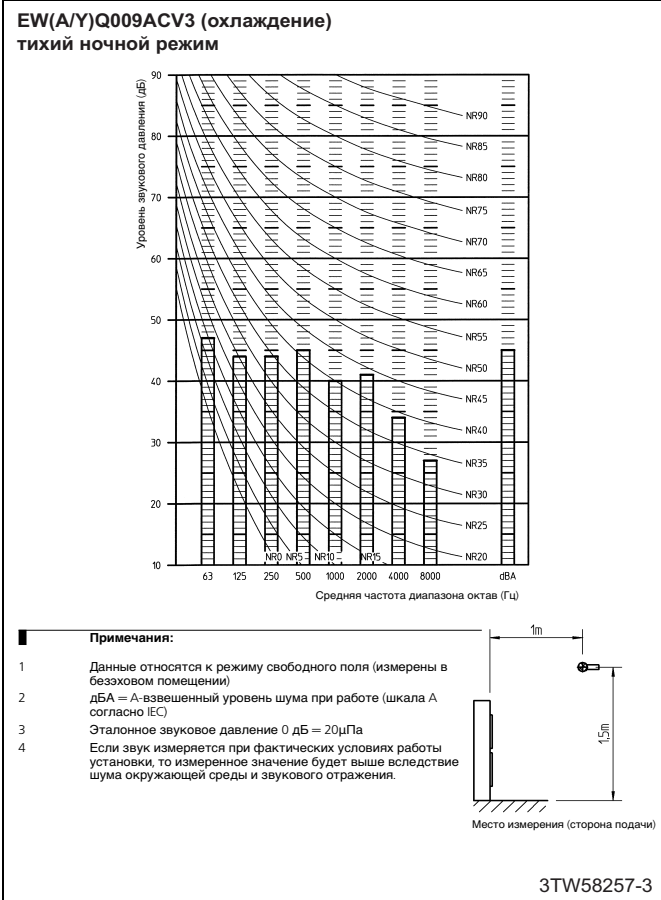 EW(A/Y)Q009ACV3 (охлаждение)
тихий ночной режим
Уровень звукового давления (дБ)
90
80
70
60
50
40
30
20
10
NR90
NR85
NR80
NR75
NR70
NR65
NR60
NR55
NR50
NR45
NR40
NR35
NR30
NR25
NR20
NR0 NR5 NR10 NR15
63 125 250 500 1000 2000 4000 8000 dBA
Средняя частота диапазона октав (Гц)
Примечания:
1 Данные относятся к режиму свободного поля (измерены в
безэховом помещении)
2 дБА = А-взвешенный уровень шума при работе (шкала А
согласно IEC)
3 Эталонное звуковое давление 0 дБ = 20μПа
4 Если звук измеряется при фактических условиях работы
установки, то измеренное значение будет выше вследствие
шума окружающей среды и звукового отражения.
1m
1,5m
Место измерения (сторона подачи)
3TW58257-3